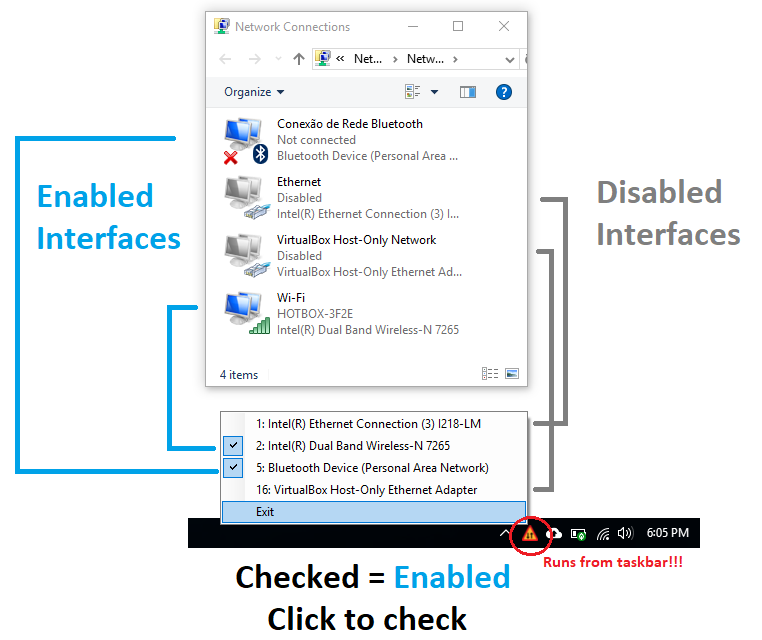 Network Connections
« Net... > Netw... >
Organize
Conexão de Rede Bluetooth
Not connected
Bluetooth Device (Personal Area ...
Ethernet
Disabled
Intel(R) Ethernet Connection (3) I...
VirtualBox Host-Only Network
Disabled
VirtualBox Host-Only Ethernet Ad...
Wi-Fi
HOTBOX-3F2E
Intel(R) Dual Band Wireless-N 7265
4 items
Enabled
Interfaces
Disabled
Interfaces
1: Intel(R) Ethernet Connection (3) I218-LM
2: Intel(R) Dual Band Wireless-N 7265
5: Bluetooth Device (Personal Area Network)
16: VirtualBox Host-Only Ethernet Adapter
Exit
6:05 PM
Runs from taskbar!!!
Checked = Enabled
Click to check